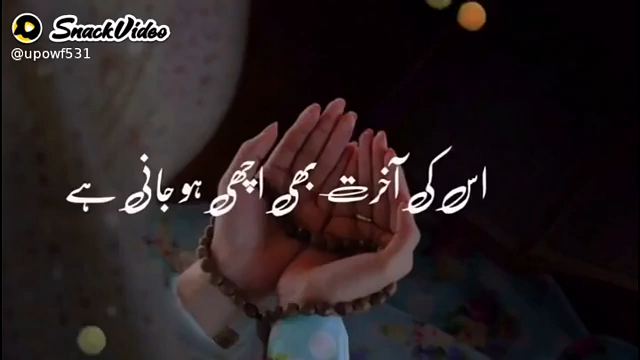 SnackVideo
@upowf531
اس کی آخرت بھی اچھی ہو جانی ہے